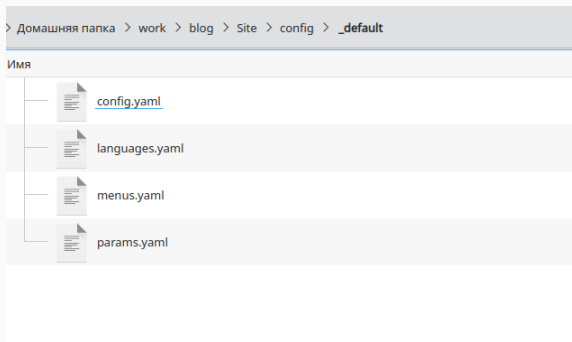 Домашняя папка > work > blog > Site > config > _default
Имя
config.yaml
languages.yaml
menus.yaml
params.yaml